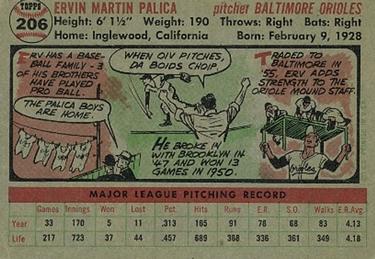 TOPPS
206
ERVIN MARTIN PALICA pitcher BALTIMORE ORIOLES
Height: 6' 1½" Weight: 190 Throws: Right Bats: Right
Home: Inglewood, California Born: February 9, 1928
ERV HAS A BASE-
BALL FAMILY - 3
OF HIS BROTHERS
HAVE PLAYED
PRO BALL.
THE PALICA BOYS
ARE HOME.
WHEN OIV PITCHES,
DA BOIDS CHOIP.
HE BROKE IN
WITH BROOKLYN IN
'47 AND WON 13
GAMES IN 1950.
TRADED TO
BALTIMORE IN
'55, ERV ADDS
STRENGTH TO THE
ORIOLE MOUND STAFF.
Orioles
MAJOR LEAGUE PITCHING RECORD
Games Innings Won Lost Pct. Hits Runs E.R. S.O. Walks E.R.Avg
Year 33 170 5 11 .313 165 91 78 68 83 4.13
Life 217 723 37 44 .457 689 368 336 361 349 4.18